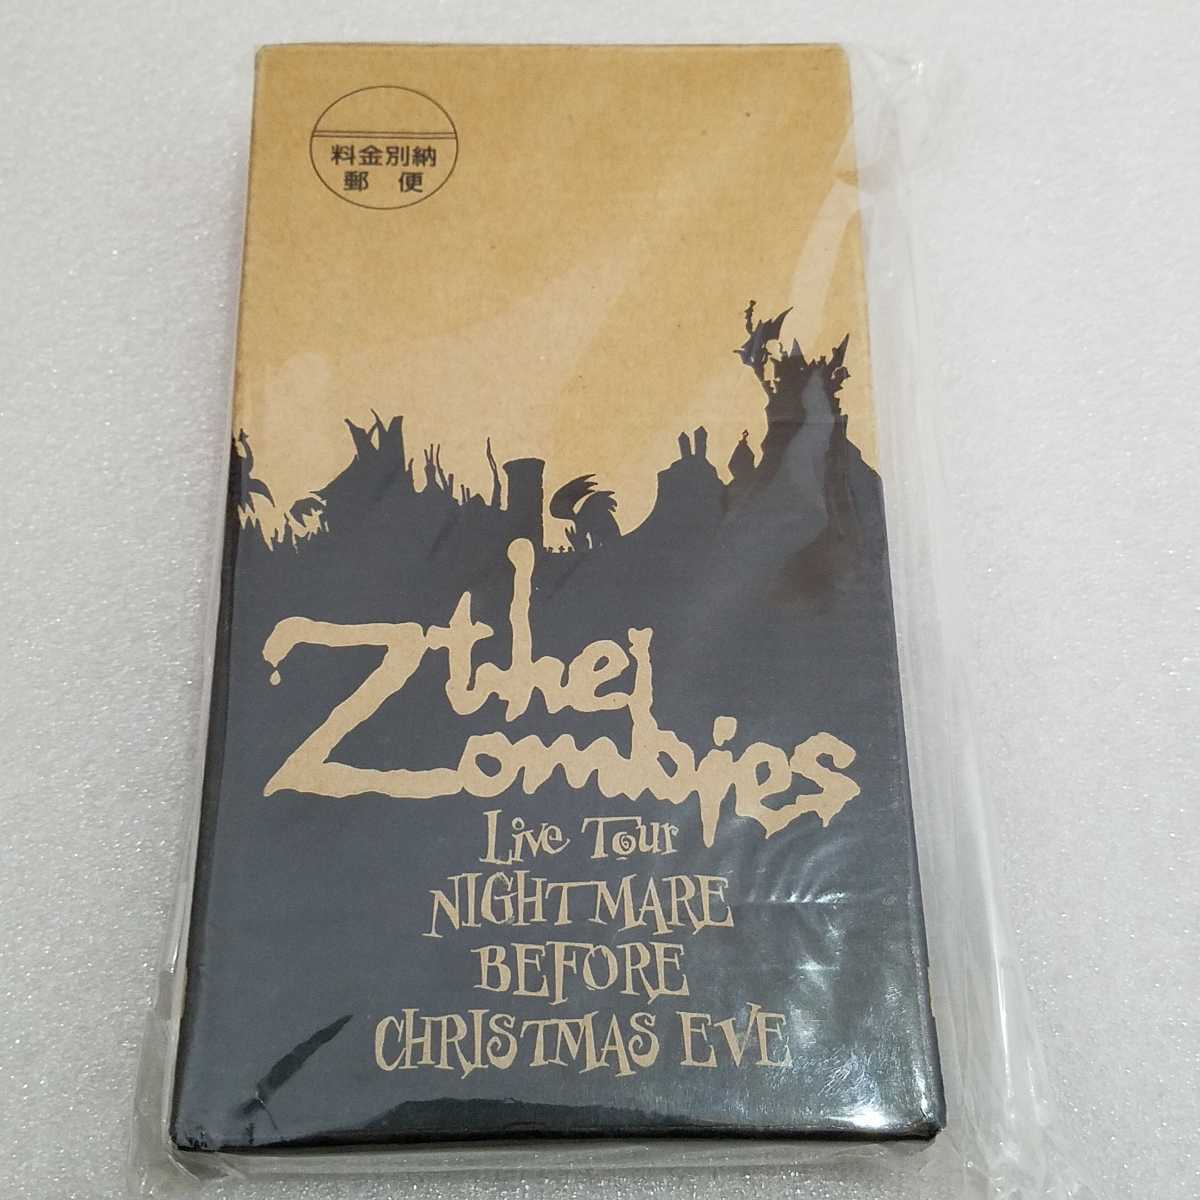 料金別納
郵便
the
Zombies
Live Tour
NIGHTMARE
BEFORE
CHRISTMAS EVE